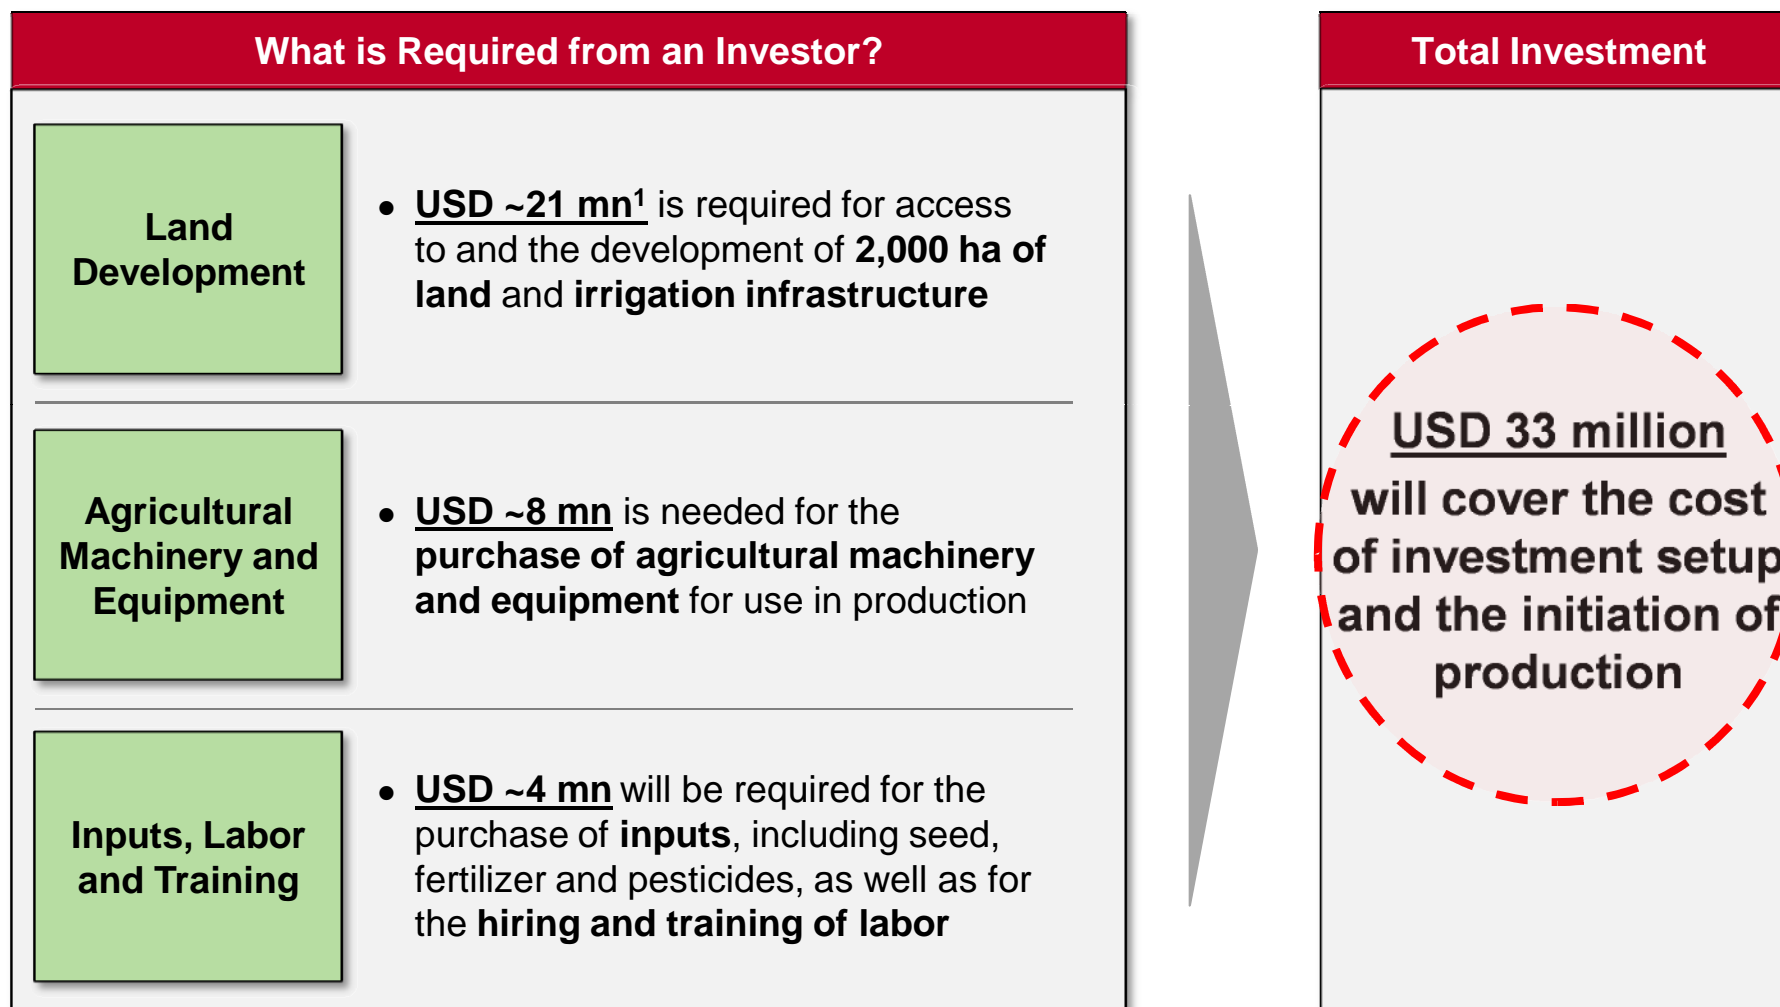 What is Required from an Investor?
Land
Development
• USD ~21 mn¹ is required for access
to and the development of 2,000 ha of
land and irrigation infrastructure
Agricultural
Machinery and
Equipment
• USD ~8 mn is needed for the
purchase of agricultural machinery
and equipment for use in production
Inputs, Labor
and Training
• USD ~4 mn will be required for the
purchase of inputs, including seed,
fertilizer and pesticides, as well as for
the hiring and training of labor
Total Investment
USD 33 million
will cover the cost
of investment setup
and the initiation of
production